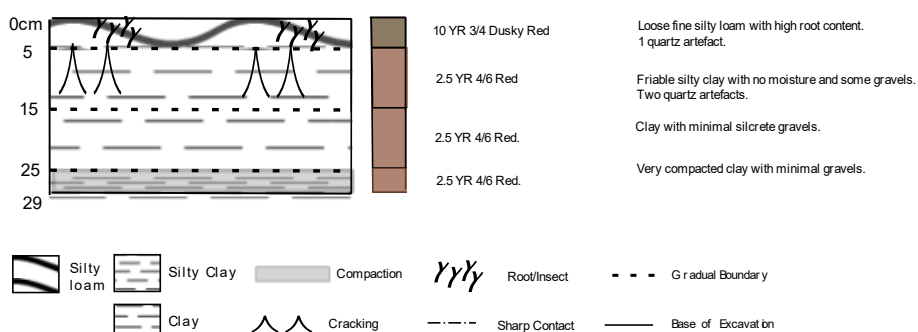 0cm
10 YR 3/4 Dusky Red
Loose fine silty loam with high root content.
1 quartz artefact.
5
2.5 YR 4/6 Red
Friable silty clay with no moisture and some gravels.
Two quartz artefacts.
15
2.5 YR 4/6 Red.
Clay with minimal silcrete gravels.
25
2.5 YR 4/6 Red.
Very compacted clay with minimal gravels.
29
Silty
loam
Silty Clay
Compaction
Root/Insect
Gradual Boundary
Clay
Cracking
Sharp Contact
Base of Excavation